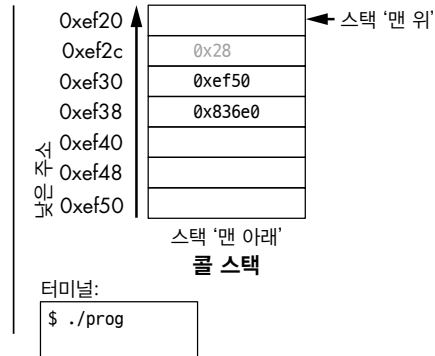 0xef20 스택 ‘맨 위’
0xef2c 0x28
0xef30 0xef50
0xef38 0x836e0
0xef40
0xef48
0xef50
낮은 주소
스택 ‘맨 아래’
콜 스택
터미널:
$ ./prog